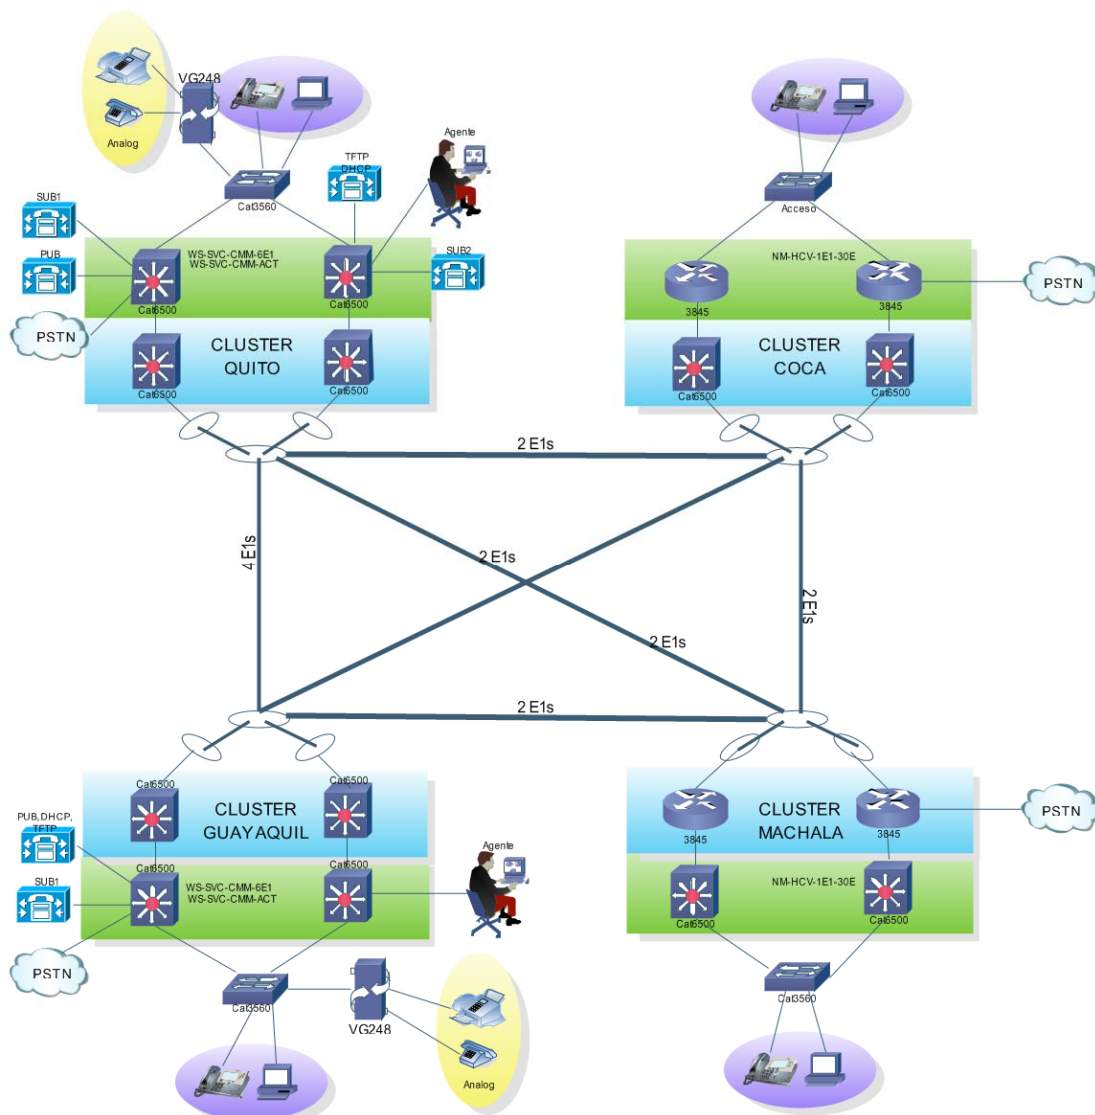 VG248
Analog
Agente
TFTP
DHCP
Cat3560
SUB1
PUB
SUB2
WS-SVC-CMM-6E1
WS-SVC-CMM-ACT
Cat6500
Cat6500
PSTN
CLUSTER
QUITO
Cat6500
Cat6500
Acceso
NM-HCV-1E1-30E
3845
3845
PSTN
CLUSTER
COCA
Cat6500
Cat6500
2 E1s
4 E1s
2 E1s
2 E1s
2 E1s
2 E1s
Cat6500
Cat6500
CLUSTER
GUAYAQUIL
PUB,DHCP,
TFTP
Cat6500
Cat6500
SUB1
WS-SVC-CMM-6E1
WS-SVC-CMM-ACT
Agente
PSTN
Cat3560
VG248
Analog
CLUSTER
MACHALA
3845
3845
PSTN
NM-HCV-1E1-30E
Cat6500
Cat6500
Cat3560